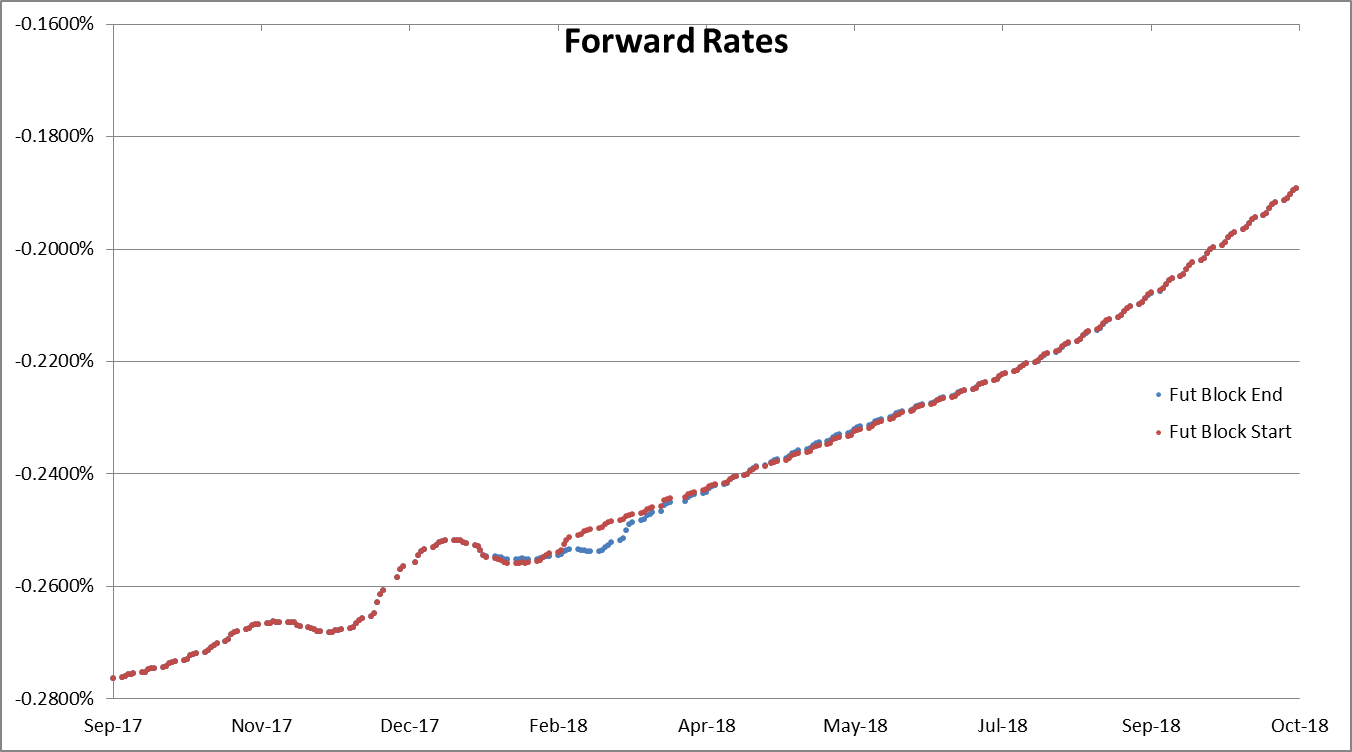 Forward Rates
-0.1600%
-0.1800%
-0.2000%
-0.2200%
-0.2400%
-0.2600%
-0.2800%
Sep-17 Nov-17 Dec-17 Feb-18 Apr-18 May-18 Jul-18 Sep-18 Oct-18
Fut Block End
Fut Block Start